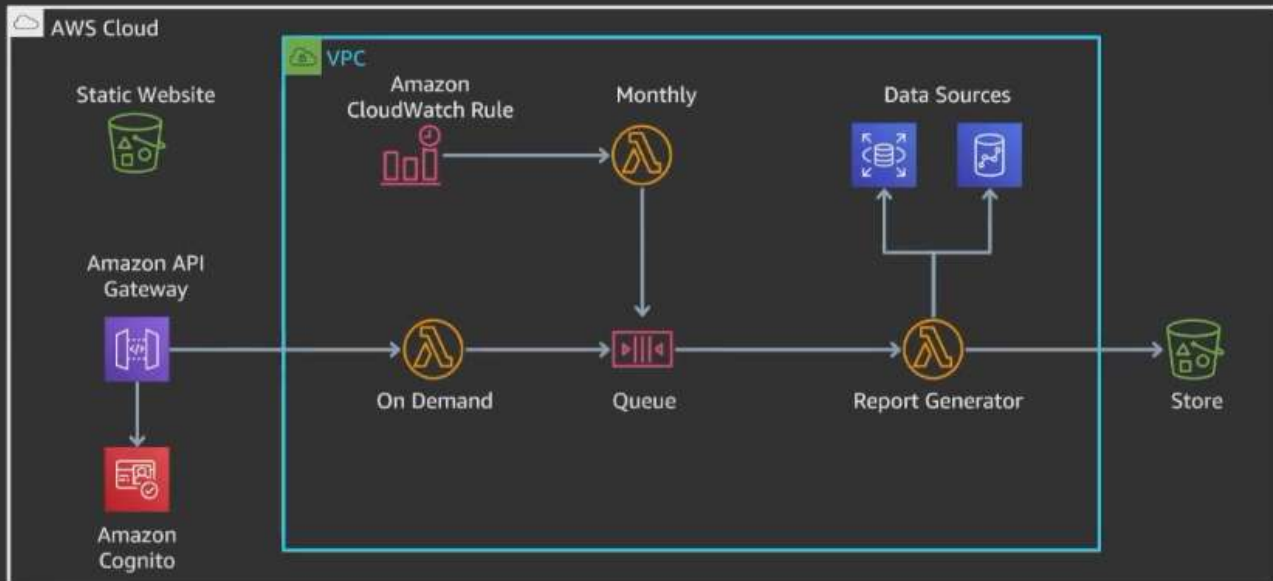 AWS Cloud
VPC
Static Website
Amazon
CloudWatch Rule
Monthly
Data Sources
Amazon API
Gateway
On Demand
Queue
Report Generator
Store
Amazon
Cognito